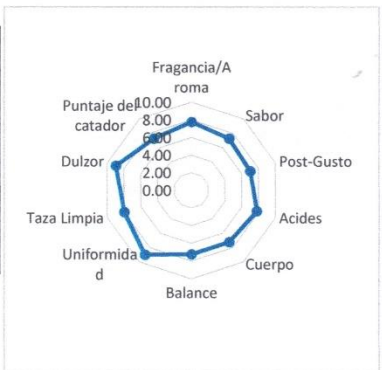 Fragancia/A
roma
Sabor
Post-Gusto
Acides
Cuerpo
Balance
Uniformida
d
Taza Limpia
Dulzor
Puntaje del
catador
10.00
8.00
6.00
4.00
2.00
0.00